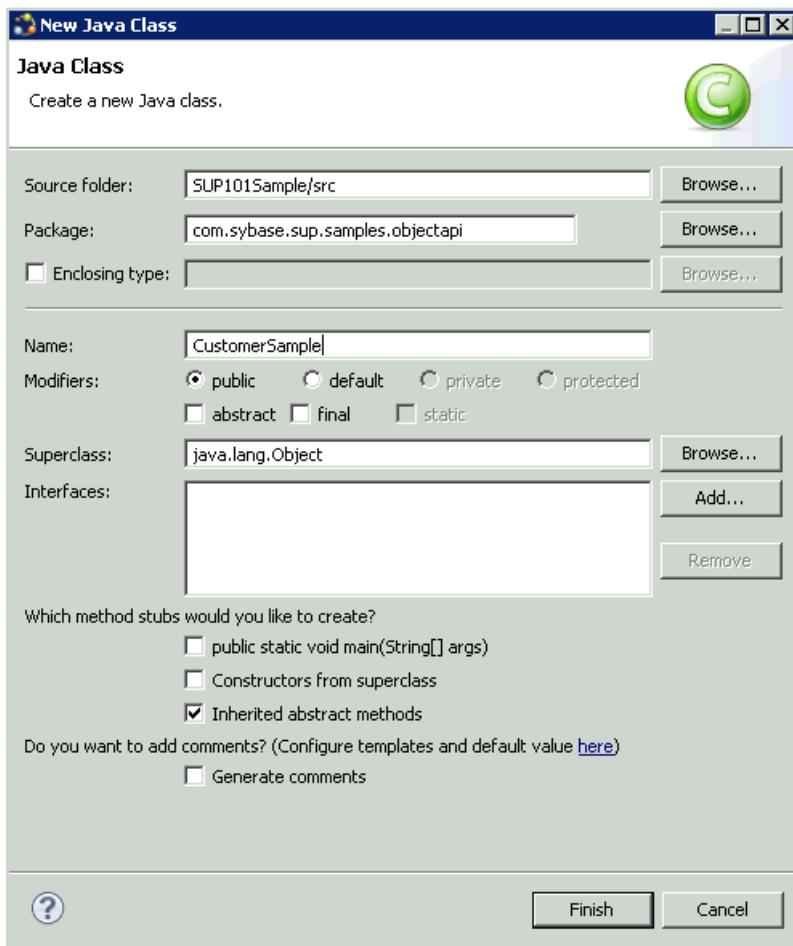 New Java Class
Java Class
Create a new Java class.
C
Source folder: SUP101Sample/src Browse...
Package: com.sybase.sup.samples.objectapi Browse...
Enclosing type: Browse...
Name: CustomerSample
Modifiers: public default private protected
abstract final static
Superclass: java.lang.Object Browse...
Interfaces: Add...
Remove
Which method stubs would you like to create?
public static void main(String[] args)
Constructors from superclass
Inherited abstract methods
Do you want to add comments? (Configure templates and default value here)
Generate comments
? Finish Cancel